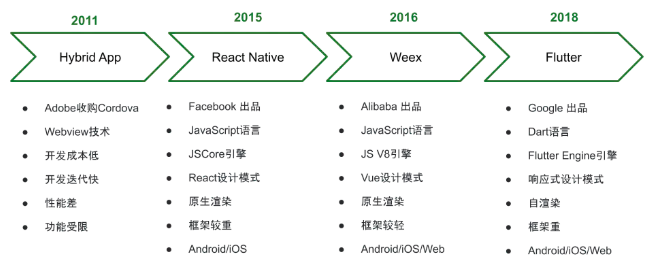 2011
2015
2016
2018
Hybrid App
React Native
Weex
Flutter
Adobe收购Cordova
Webview技术
开发成本低
开发迭代快
性能差
功能受限
Facebook 出品
JavaScript语言
JSCore引擎
React设计模式
原生渲染
框架较重
Android/iOS
Alibaba 出品
JavaScript语言
JS V8引擎
Vue设计模式
原生渲染
框架较轻
Android/iOS/Web
Google 出品
Dart语言
Flutter Engine引擎
响应式设计模式
自渲染
框架重
Android/iOS/Web